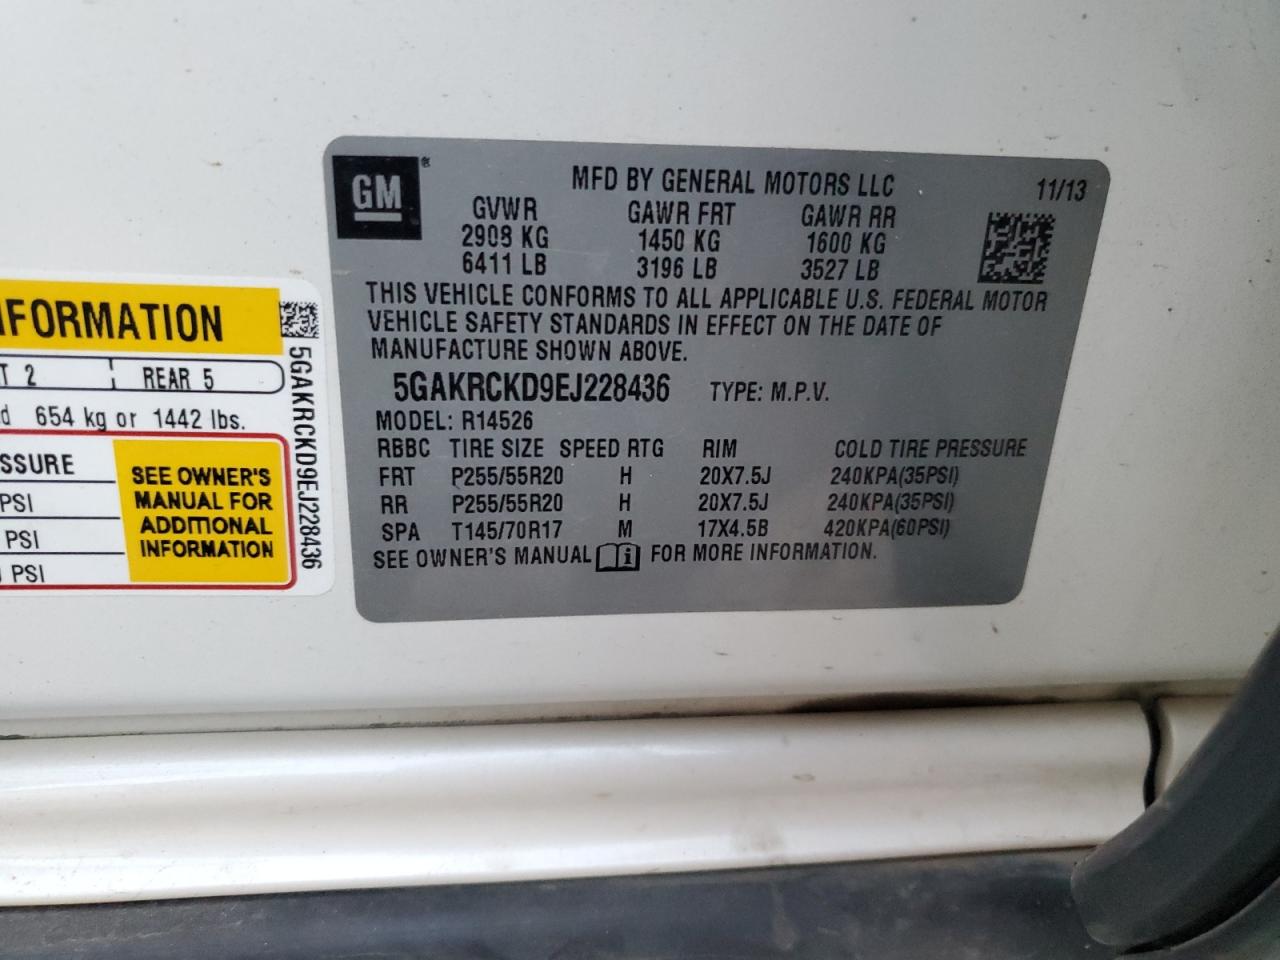 GM®
MFD BY GENERAL MOTORS LLC 11/13
GVWR GAWR FRT GAWR RR
2908 KG 1450 KG 1600 KG
6411 LB 3196 LB 3527 LB
THIS VEHICLE CONFORMS TO ALL APPLICABLE U.S. FEDERAL MOTOR
VEHICLE SAFETY STANDARDS IN EFFECT ON THE DATE OF
MANUFACTURE SHOWN ABOVE.
5GAKRCKD9EJ228436 TYPE: M.P.V.
MODEL: R14526
RBBC TIRE SIZE SPEED RTG RIM COLD TIRE PRESSURE
FRT P255/55R20 H 20X7.5J 240KPA(35PSI)
RR P255/55R20 H 20X7.5J 240KPA(35PSI)
SPA T145/70R17 M 17X4.5B 420KPA(60PSI)
SEE OWNER'S MANUAL FOR MORE INFORMATION.
NFORMATION
T 2 REAR 5
d 654 kg or 1442 lbs.
SSURE
PSI
PSI
PSI
SEE OWNER'S
MANUAL FOR
ADDITIONAL
INFORMATION
5GAKRCKD9EJ228436